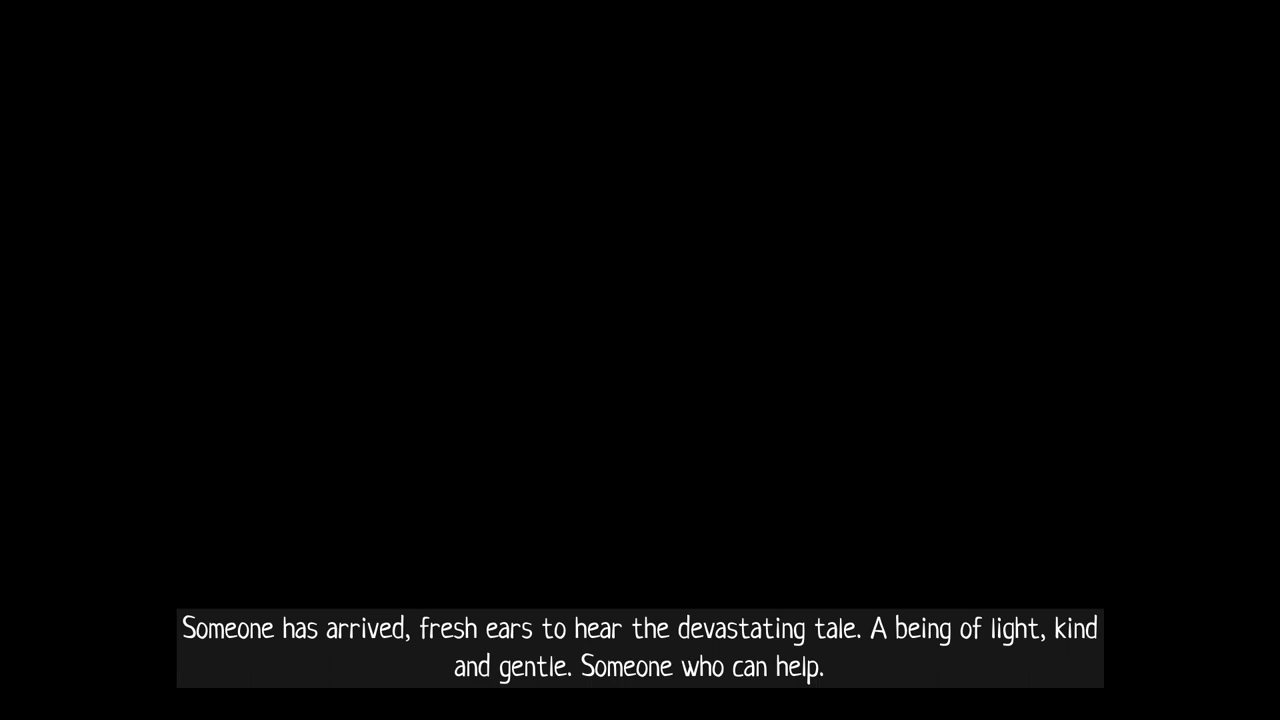 Someone has arrived, fresh ears to hear the devastating tale. A being of light, kind
and gentle. Someone who can help.